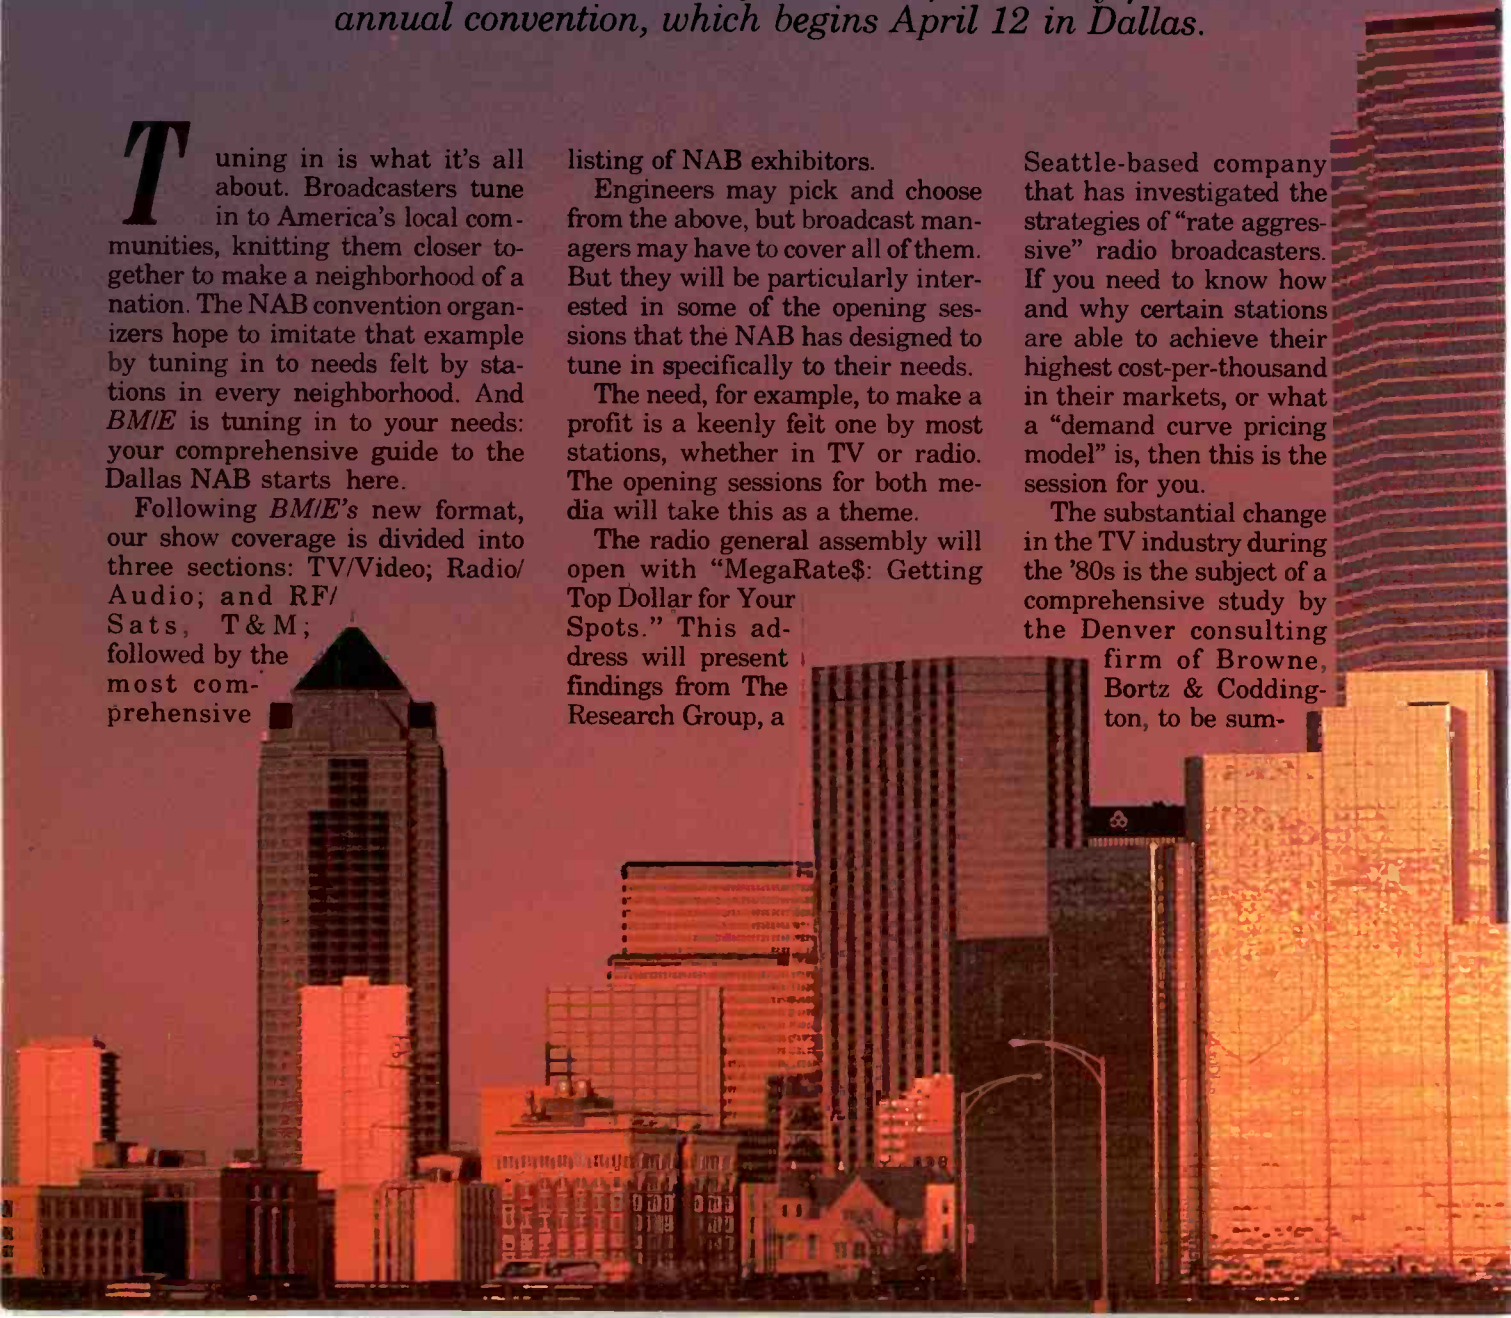 annual convention, which begins April 12 in Dallas.
Tuning in is what it's all
about. Broadcasters tune
in to America's local com-
munities, knitting them closer to-
gether to make a neighborhood of a
nation. The NAB convention organ-
izers hope to imitate that example
by tuning in to needs felt by sta-
tions in every neighborhood. And
BM/E is tuning in to your needs:
your comprehensive guide to the
Dallas NAB starts here.
Following BM/E's new format,
our show coverage is divided into
three sections: TV/Video; Radio/
Audio; and RF/
Sats, T&M;
followed by the
most com-
prehensive
listing of NAB exhibitors.
Engineers may pick and choose
from the above, but broadcast man-
agers may have to cover all of them.
But they will be particularly inter-
ested in some of the opening ses-
sions that the NAB has designed to
tune in specifically to their needs.
The need, for example, to make a
profit is a keenly felt one by most
stations, whether in TV or radio.
The opening sessions for both me-
dia will take this as a theme.
The radio general assembly will
open with “MegaRate$: Getting
Top Dollar for Your
Spots.” This ad-
dress will present
findings from The
Research Group, a
Seattle-based company
that has investigated the
strategies of “rate aggres-
sive” radio broadcasters.
If you need to know how
and why certain stations
are able to achieve their
highest cost-per-thousand
in their markets, or what
a “demand curve pricing
model” is, then this is the
session for you.
The substantial change
in the TV industry during
the '80s is the subject of a
comprehensive study by
the Denver consulting
firm of Browne,
Bortz & Codding-
ton, to be sum-